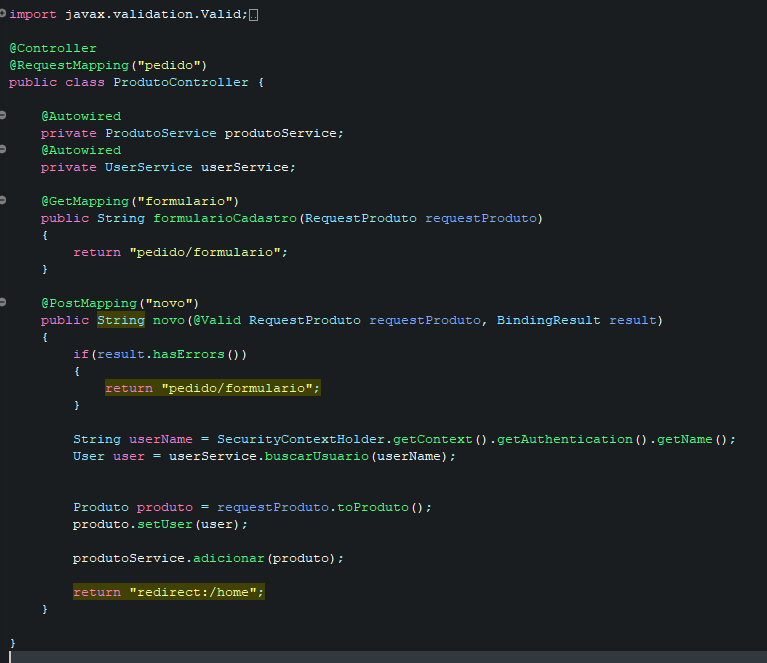 import javax.validation.Valid;
@Controller
@RequestMapping("pedido")
public class ProdutoController {
@Autowired
private ProdutoService produtoService;
@Autowired
private UserService userService;
@GetMapping("formulario")
public String formularioCadastro(RequestProduto requestProduto)
{
return "pedido/formulario";
}
@PostMapping("novo")
public String novo(@Valid RequestProduto requestProduto, BindingResult result)
{
if(result.hasErrors())
{
return "pedido/formulario";
}
String userName = SecurityContextHolder.getContext().getAuthentication().getName();
User user = userService.buscarUsuario(userName);
Produto produto = requestProduto.toProduto();
produto.setUser(user);
produtoService.adicionar(produto);
return "redirect:/home";
}
}